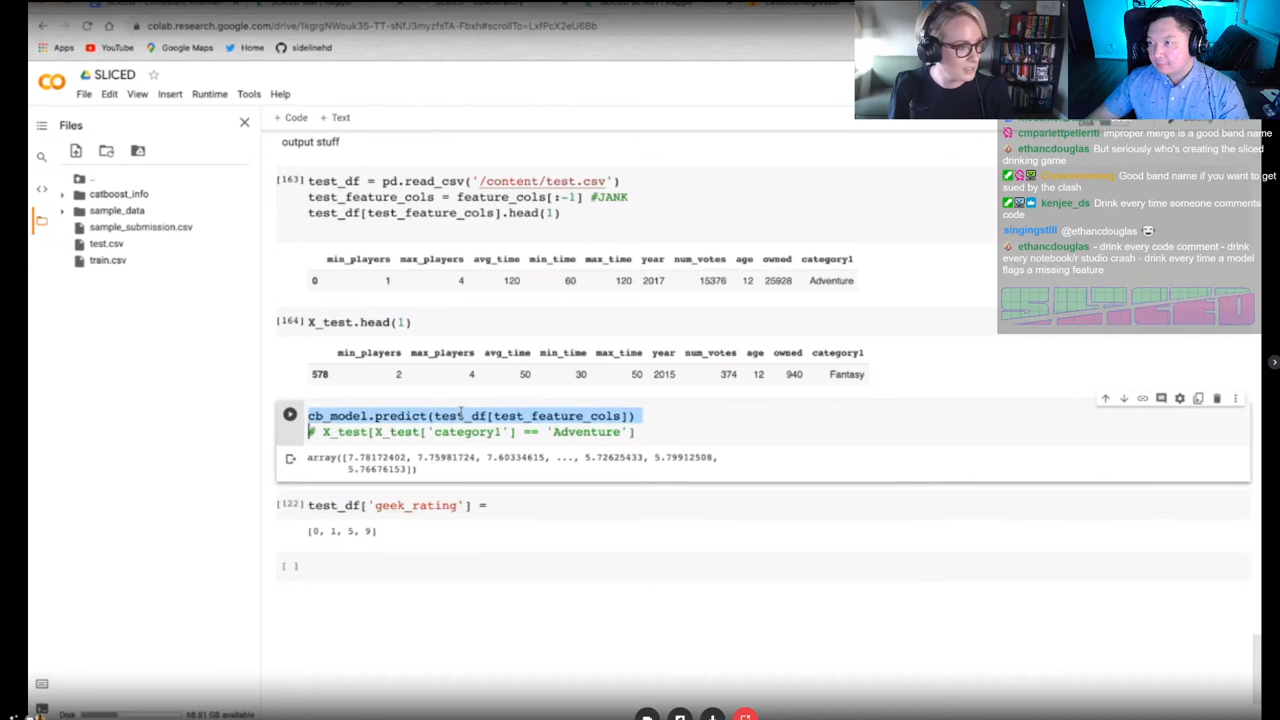 colab.research.google.com/drive/1kgrgNWouk35-TT-sNfJ3myzfsTA-Fbxh#scrollTo=LxfPcX2eU6Bb
Apps YouTube Google Maps Home sidelinehd
SLICED
File Edit View Insert Runtime Tools Help
+ Code + Text
Files
..
catboost_info
sample_data
sample_submission.csv
test.csv
train.csv
output stuff
[163] test_df = pd.read_csv('/content/test.csv')
test_feature_cols = feature_cols[:-1] #JANK
test_df[test_feature_cols].head(1)
min_players max_players avg_time min_time max_time year num_votes age owned category1
0 1 4 120 60 120 2017 15376 12 25928 Adventure
[164] X_test.head(1)
min_players max_players avg_time min_time max_time year num_votes age owned category1
578 2 4 50 30 50 2015 374 12 940 Fantasy
cb_model.predict(test_df[test_feature_cols])
# X_test[X_test['category1'] == 'Adventure']
array([7.78172402, 7.75981724, 7.60334615, ..., 5.72625433, 5.79912508,
5.76676153])
[122] test_df['geek_rating'] =
[0, 1, 5, 9]
[ ]
Disk 68.81 GB available
cmparlettpelleriti improper merge is a good band name
ethancdouglas But seriously who's creating the sliced
drinking game
Good band name if you want to get
sued by the clash
kenjee_ds Drink every time someone comments
code
singingstill @ethancdouglas
ethancdouglas - drink every code comment - drink
every notebook/r studio crash - drink every time a model
flags a missing feature
SLICED